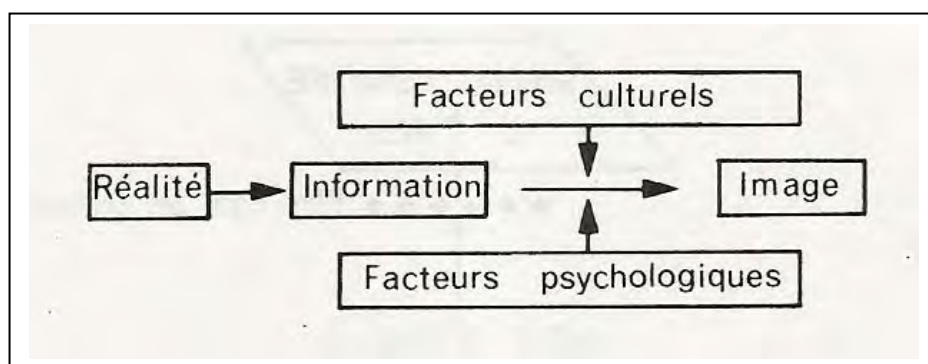 Facteurs culturels
Réalité
Information
Image
Facteurs psychologiques